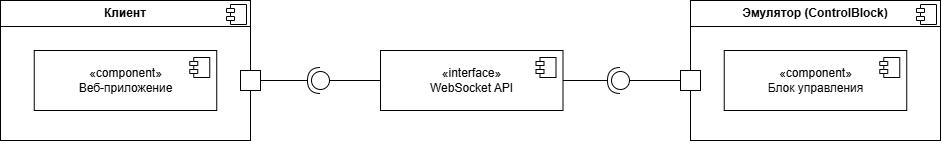 Клиент
«component»
Веб-приложение
«interface»
WebSocket API
Эмулятор (ControlBlock)
«component»
Блок управления